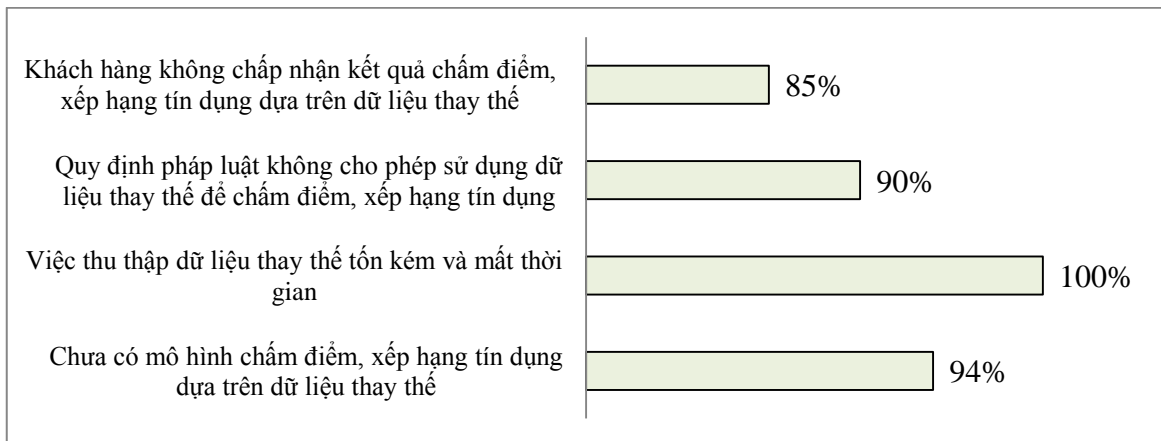 Khách hàng không chấp nhận kết quả chấm điểm,
xếp hạng tín dụng dựa trên dữ liệu thay thế
85%
Quy định pháp luật không cho phép sử dụng dữ
liệu thay thế để chấm điểm, xếp hạng tín dụng
90%
Việc thu thập dữ liệu thay thế tốn kém và mất thời
gian
100%
Chưa có mô hình chấm điểm, xếp hạng tín dụng
dựa trên dữ liệu thay thế
94%